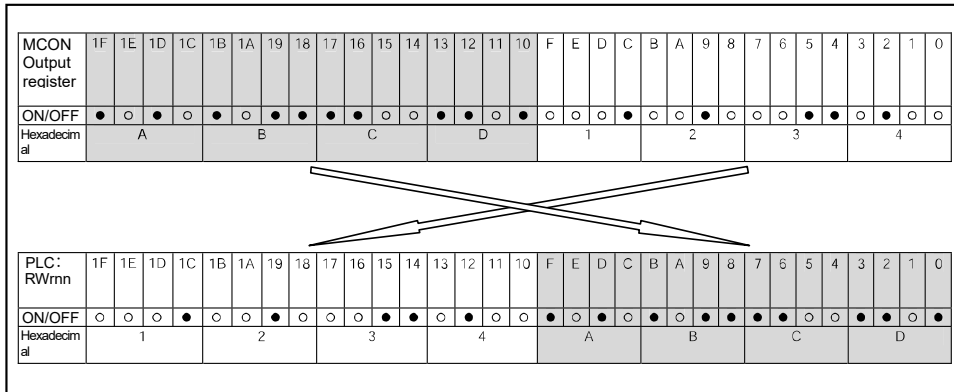 MCON Output register 1F 1E 1D 1C 1B 1A 19 18 17 16 15 14 13 12 11 10 F E D C B A 9 8 7 6 5 4 3 2 1 0
ON/OFF ● ○ ● ○ ● ○ ● ● ● ● ○ ○ ● ● ○ ● ○ ○ ○ ● ○ ○ ● ○ ○ ○ ● ● ○ ● ○ ○
Hexadecimal A B C D 1 2 3 4
PLC: RWrnn 1F 1E 1D 1C 1B 1A 19 18 17 16 15 14 13 12 11 10 F E D C B A 9 8 7 6 5 4 3 2 1 0
ON/OFF ○ ○ ○ ● ○ ○ ● ○ ○ ○ ● ● ○ ● ○ ○ ● ○ ● ○ ● ○ ● ● ● ● ○ ○ ● ● ○ ●
Hexadecimal 1 2 3 4 A B C D